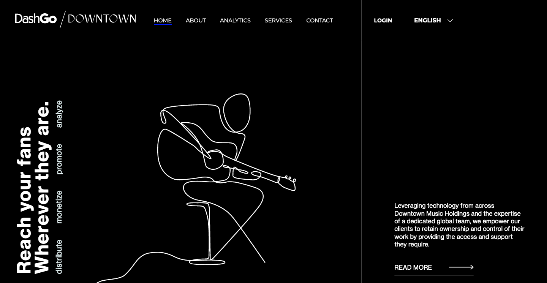 DashGo / DOWNTOWN
HOME
ABOUT
ANALYTICS
SERVICES
CONTACT
LOGIN
ENGLISH
Reach your fans
Wherever they are.
distribute
monetize
promote
analyze
Leveraging technology from across
Downtown Music Holdings and the expertise
of a dedicated global team, we empower our
clients to retain ownership and control of their
work by providing the access and support
they require.
READ MORE